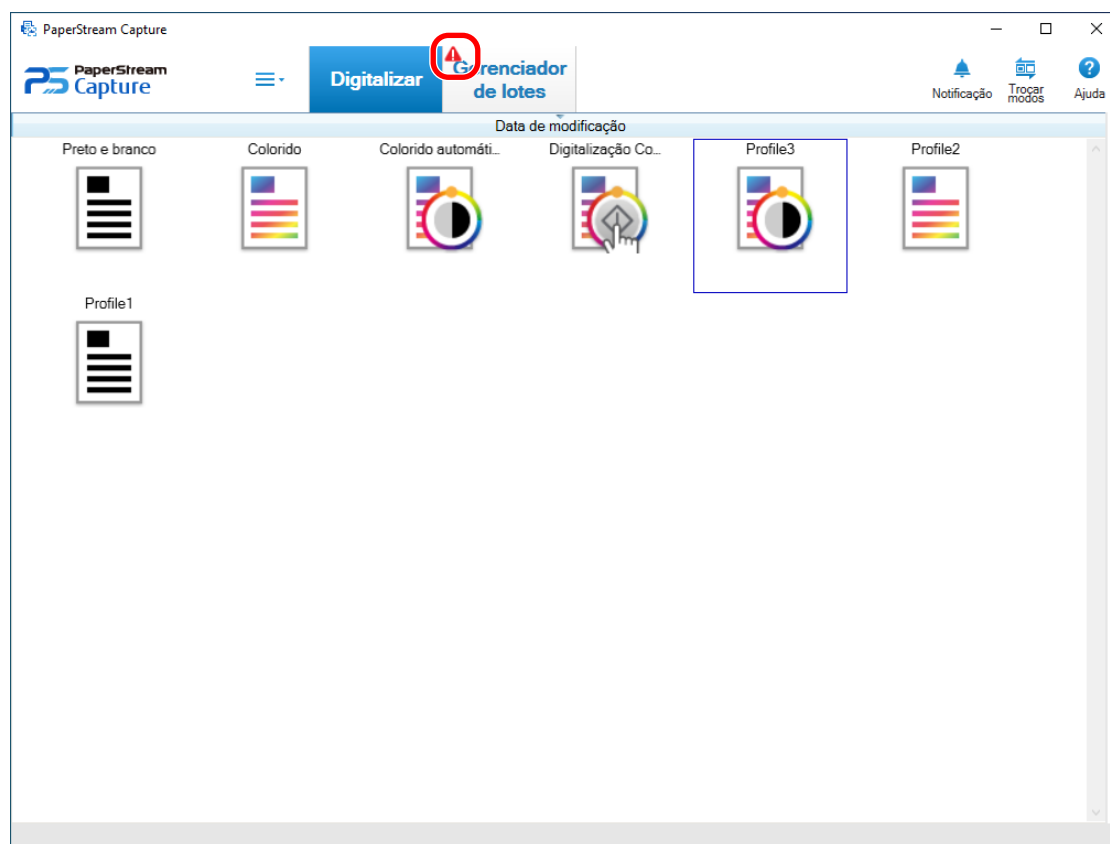 PaperStream Capture
PaperStream
Capture
Digitalizar
Gerenciador
de lotes
Notificação
Trocar
modos
Ajuda
Data de modificação
Preto e branco
Colorido
Colorido automáti...
Digitalização Co...
Profile3
Profile2
Profile1